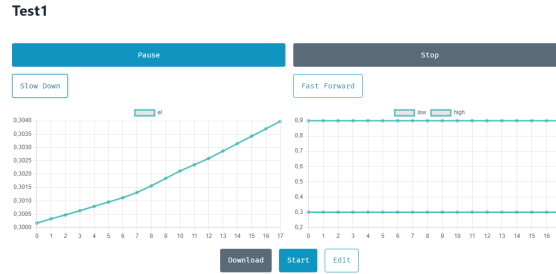 Test1
Pause Stop
Slow Down Fast Forward
el
low high
0,3040
0,3035
0,3030
0,3025
0,3020
0,3015
0,3010
0,3005
0,3000
0 1 2 3 4 5 6 7 8 9 10 11 12 13 14 15 16 17
0,9
0,8
0,7
0,6
0,5
0,4
0,3
0,2
0 1 2 3 4 5 6 7 8 9 10 11 12 13 14 15 16
Download Start Edit